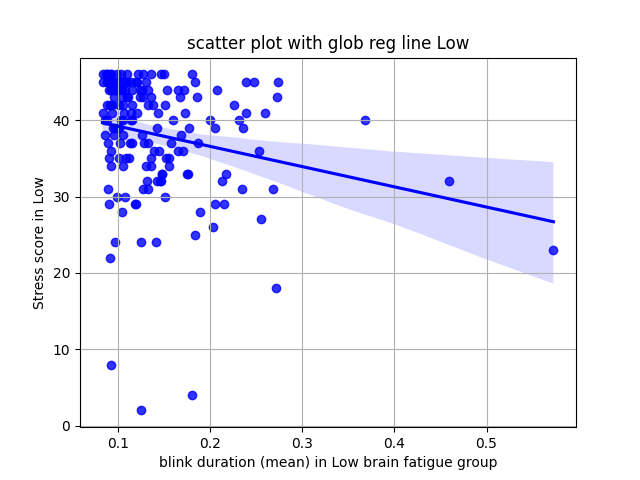 scatter plot with glob reg line Low
Stress score in Low
40
30
20
10
0
0.1 0.2 0.3 0.4 0.5
blink duration (mean) in Low brain fatigue group